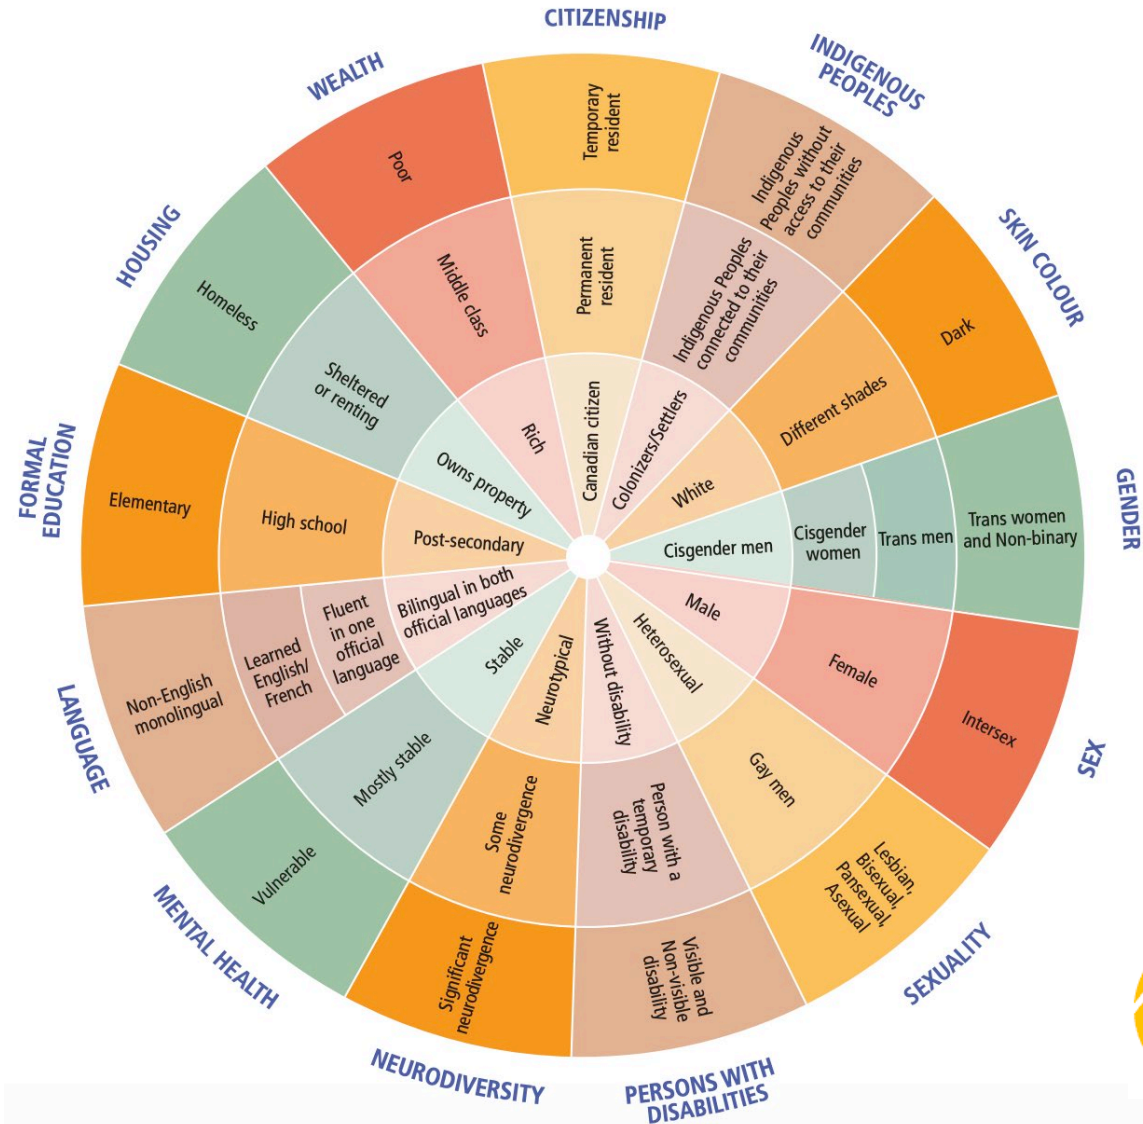 CITIZENSHIP
Temporary
resident
Permanent
resident
Canadian citizen
INDIGENOUS
PEOPLES
Indigenous
Peoples without
access to their
communities
Indigenous Peoples
connected to their
communities
Colonizers/Settlers
SKIN COLOUR
Dark
Different shades
White
GENDER
Trans women
and Non-binary
Trans men
Cisgender
women
Cisgender men
SEX
Intersex
Female
Male
SEXUALITY
Lesbian,
Bisexual,
Pansexual,
Asexual
Gay men
Heterosexual
PERSONS WITH
DISABILITIES
Visible and
Non-visible
disability
Person with a
temporary
disability
Without disability
NEURODIVERSITY
Significant
neurodivergence
Some
neurodivergence
Neurotypical
MENTAL HEALTH
Vulnerable
Mostly stable
Stable
LANGUAGE
Non-English
monolingual
Learned
English/
French
Fluent
in one
official
language
Bilingual in both
official languages
FORMAL
EDUCATION
Elementary
High school
Post-secondary
HOUSING
Homeless
Sheltered
or renting
Owns property
WEALTH
Poor
Middle class
Rich